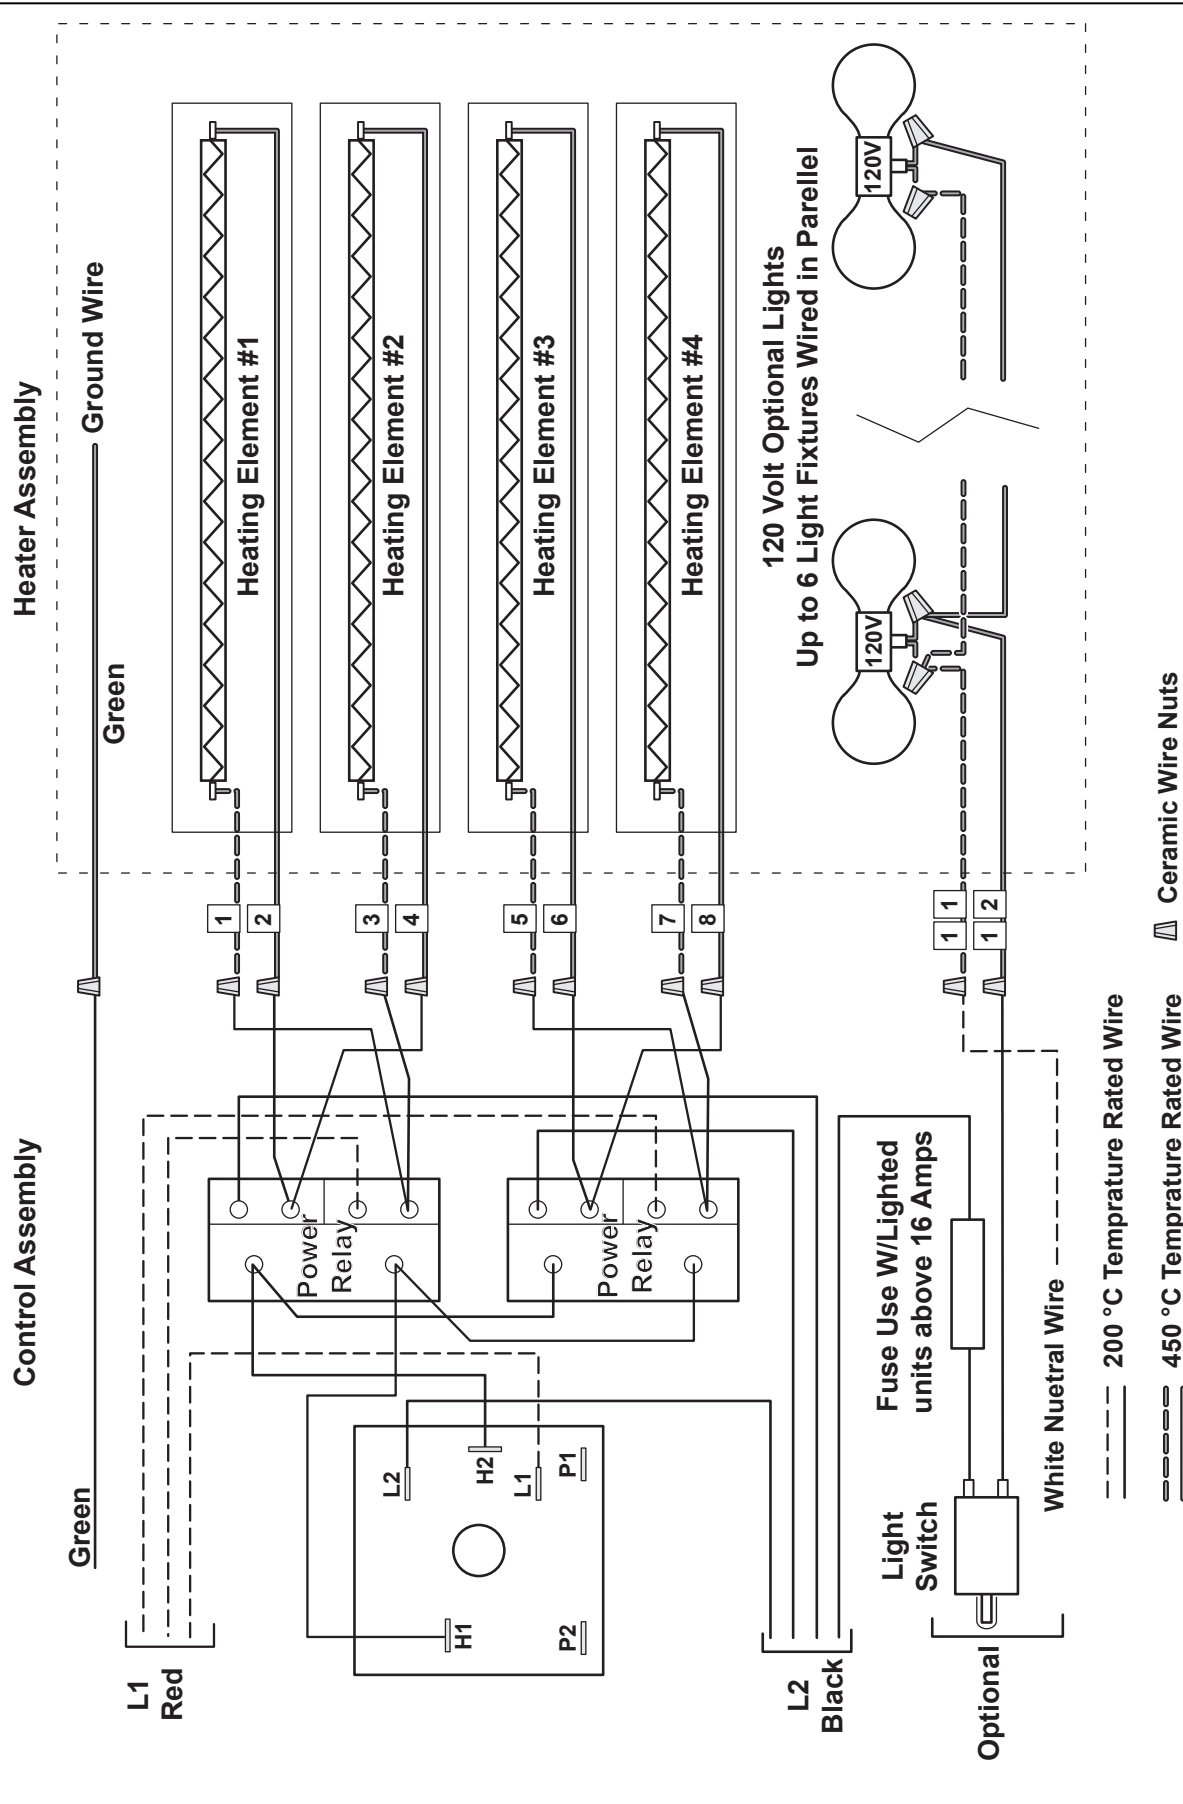 Control Assembly
Heater Assembly
Green
Green
Ground Wire
L1
Red
Heating Element #1
Heating Element #2
Heating Element #3
Heating Element #4
1
2
3
4
5
6
7
8
Power
Relay
Power
Relay
L2
H2
L1
P1
H1
P2
L2
Black
120 Volt Optional Lights
Up to 6 Light Fixtures Wired in Parellel
120V
120V
1 1
1 2
Fuse Use W/Lighted
units above 16 Amps
Light
Switch
Optional
White Nuetral Wire
200 °C Temprature Rated Wire
450 °C Temprature Rated Wire
Ceramic Wire Nuts